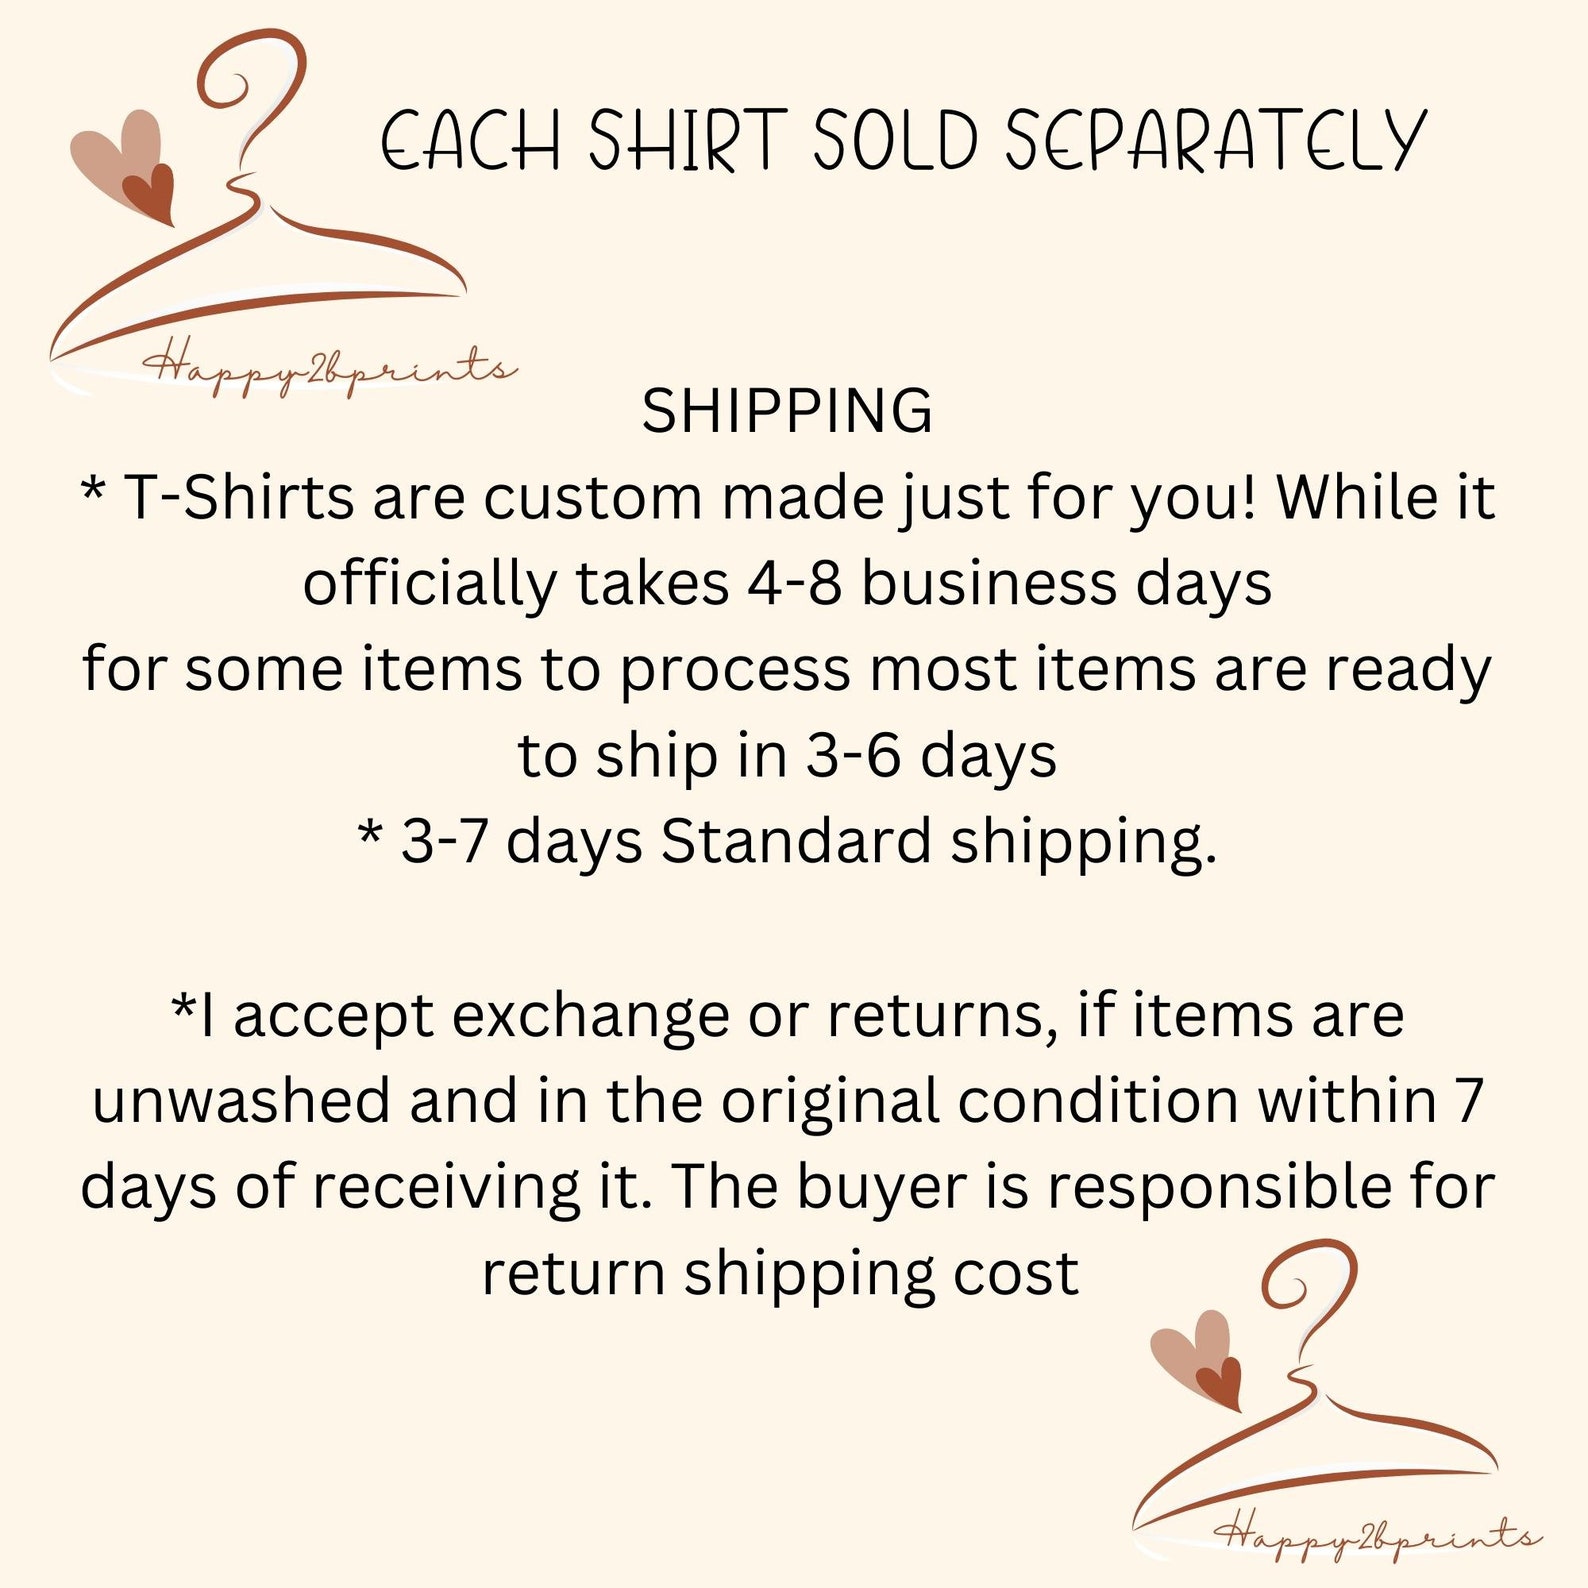 EACH SHIRT SOLD SEPARATELY
Happy2bprints
SHIPPING
* T-Shirts are custom made just for you! While it
officially takes 4-8 business days
for some items to process most items are ready
to ship in 3-6 days
* 3-7 days Standard shipping.
*I accept exchange or returns, if items are
unwashed and in the original condition within 7
days of receiving it. The buyer is responsible for
return shipping cost
Happy2bprints